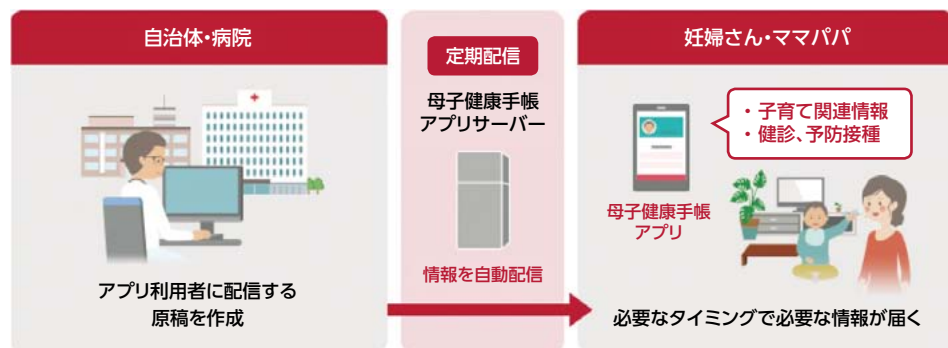 自治体・病院
アプリ利用者に配信する
原稿を作成
定期配信
母子健康手帳
アプリサーバー
情報を自動配信
妊婦さん・ママパパ
・子育て関連情報
・健診、予防接種
母子健康手帳
アプリ
必要なタイミングで必要な情報が届く